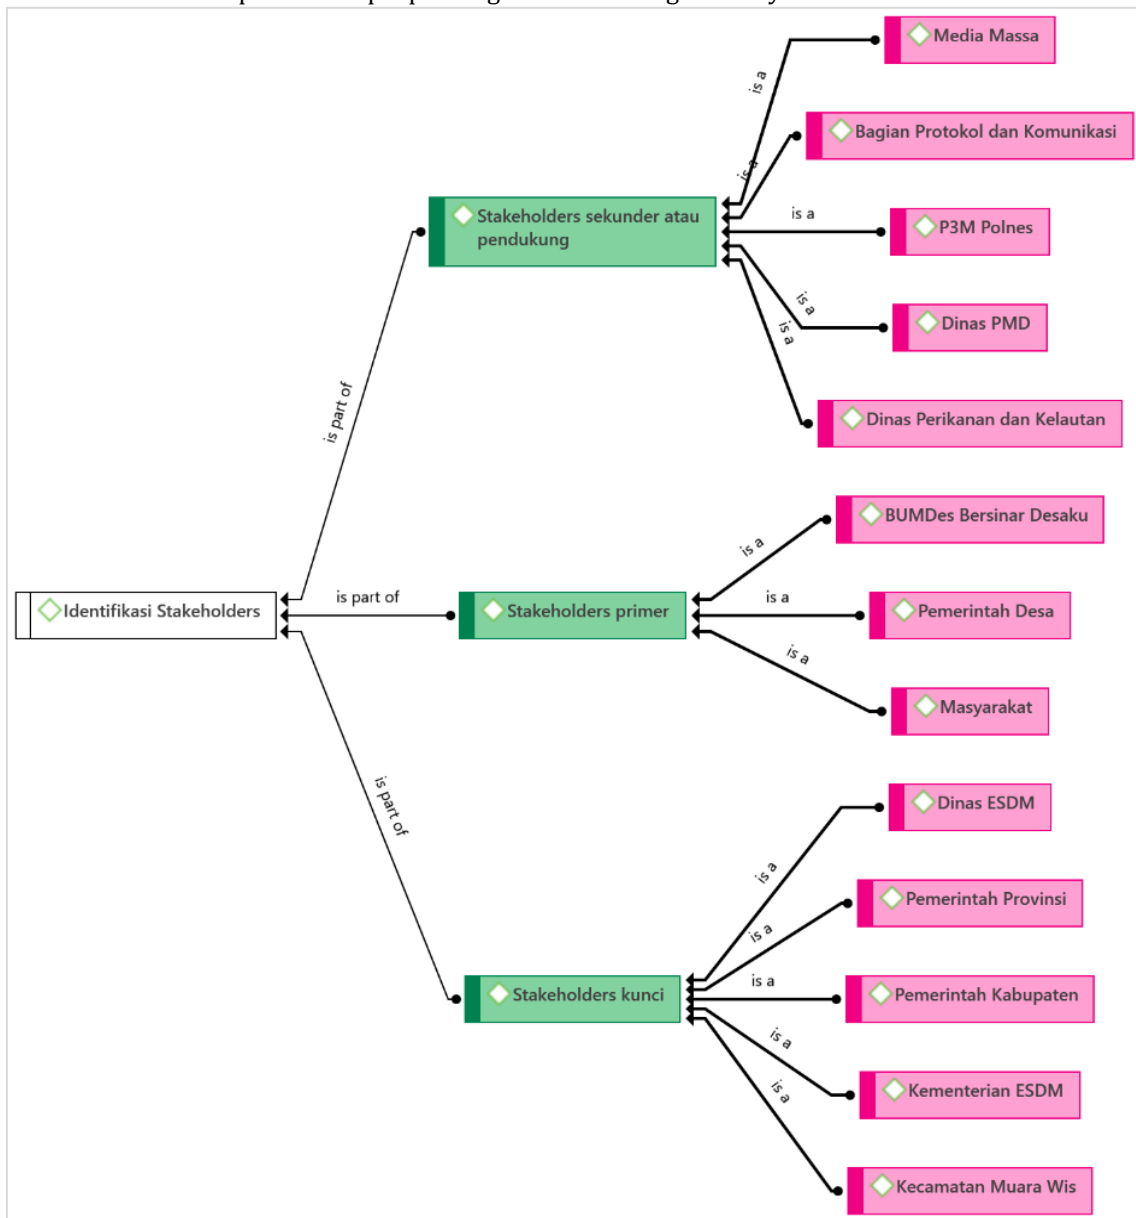 Media Massa
is a
Bagian Protokol dan Komunikasi
is a
Stakeholders sekunder atau
pendukung
is a
P3M Polnes
is a
Dinas PMD
is a
Dinas Perikanan dan Kelautan
is part of
BUMDes Bersinar Desaku
is a
Identifikasi Stakeholders
is part of
Stakeholders primer
is a
Pemerintah Desa
is a
Masyarakat
is part of
Dinas ESDM
is a
Pemerintah Provinsi
is a
Stakeholders kunci
is a
Pemerintah Kabupaten
is a
Kementerian ESDM
is a
Kecamatan Muara Wis